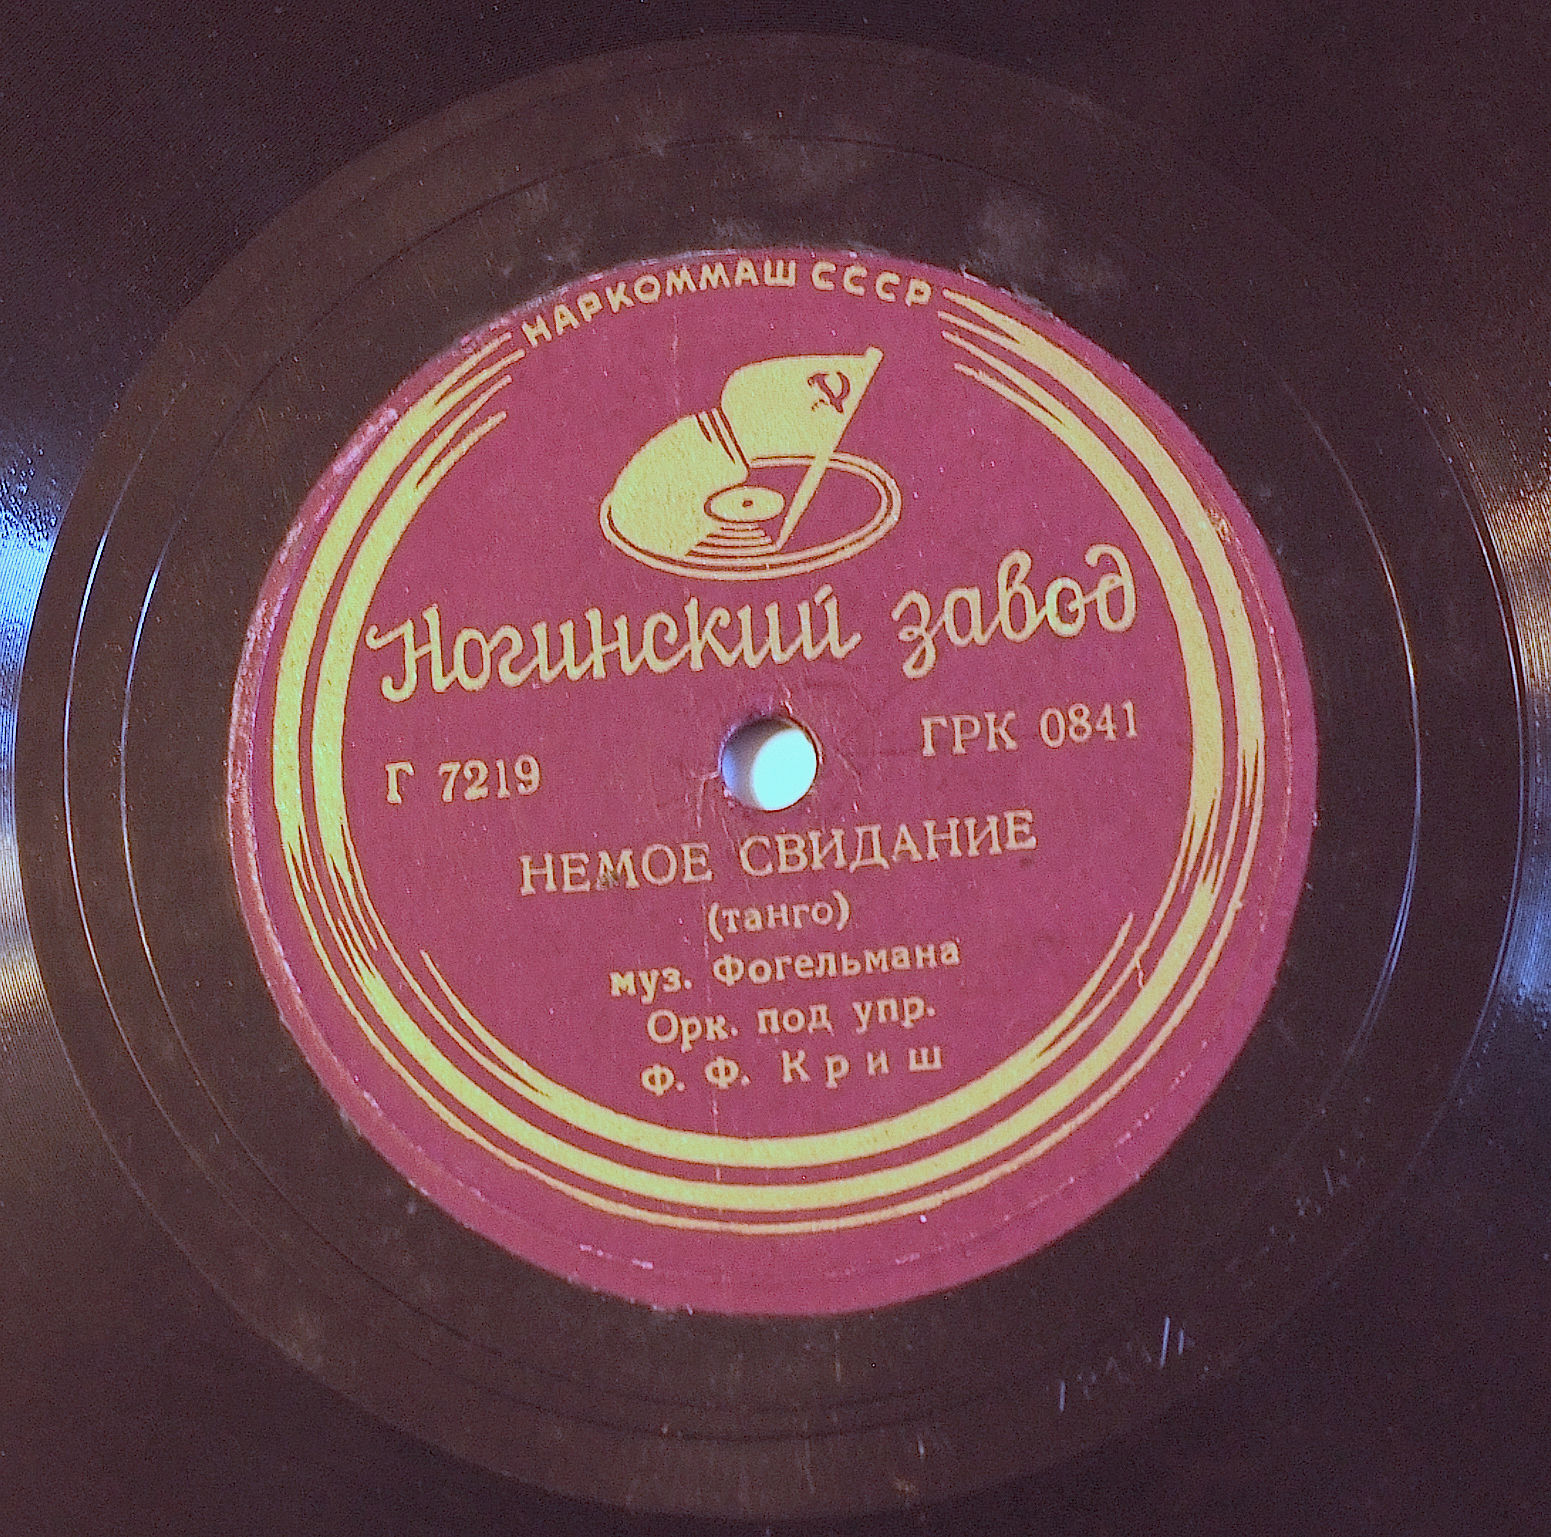 НАРКОММАШ СССР
Ногинский завод
Г 7219
ГРК 0841
НЕМОЕ СВИДАНИЕ
(танго)
муз. Фогельмана
Орк. под упр.
Ф. Ф. Криш